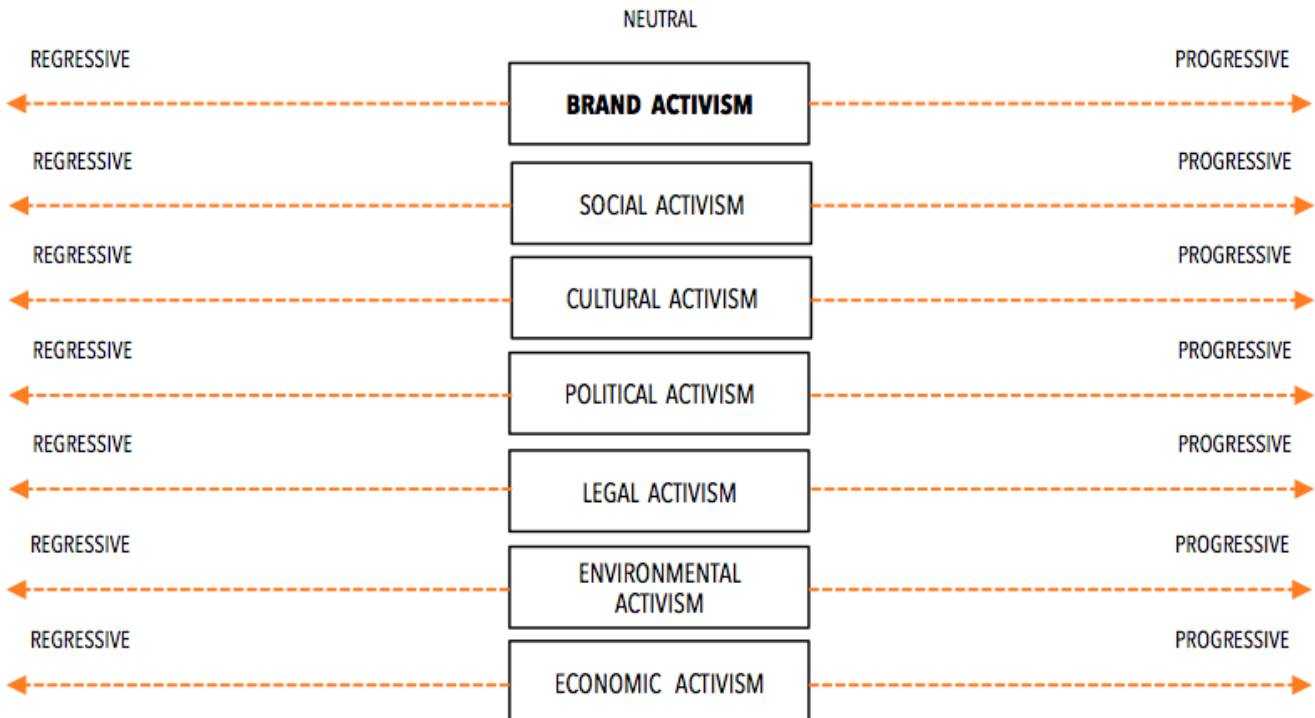 NEUTRAL
REGRESSIVE
PROGRESSIVE
BRAND ACTIVISM
REGRESSIVE
PROGRESSIVE
SOCIAL ACTIVISM
REGRESSIVE
PROGRESSIVE
CULTURAL ACTIVISM
REGRESSIVE
PROGRESSIVE
POLITICAL ACTIVISM
REGRESSIVE
PROGRESSIVE
LEGAL ACTIVISM
REGRESSIVE
PROGRESSIVE
ENVIRONMENTAL
ACTIVISM
REGRESSIVE
PROGRESSIVE
ECONOMIC ACTIVISM